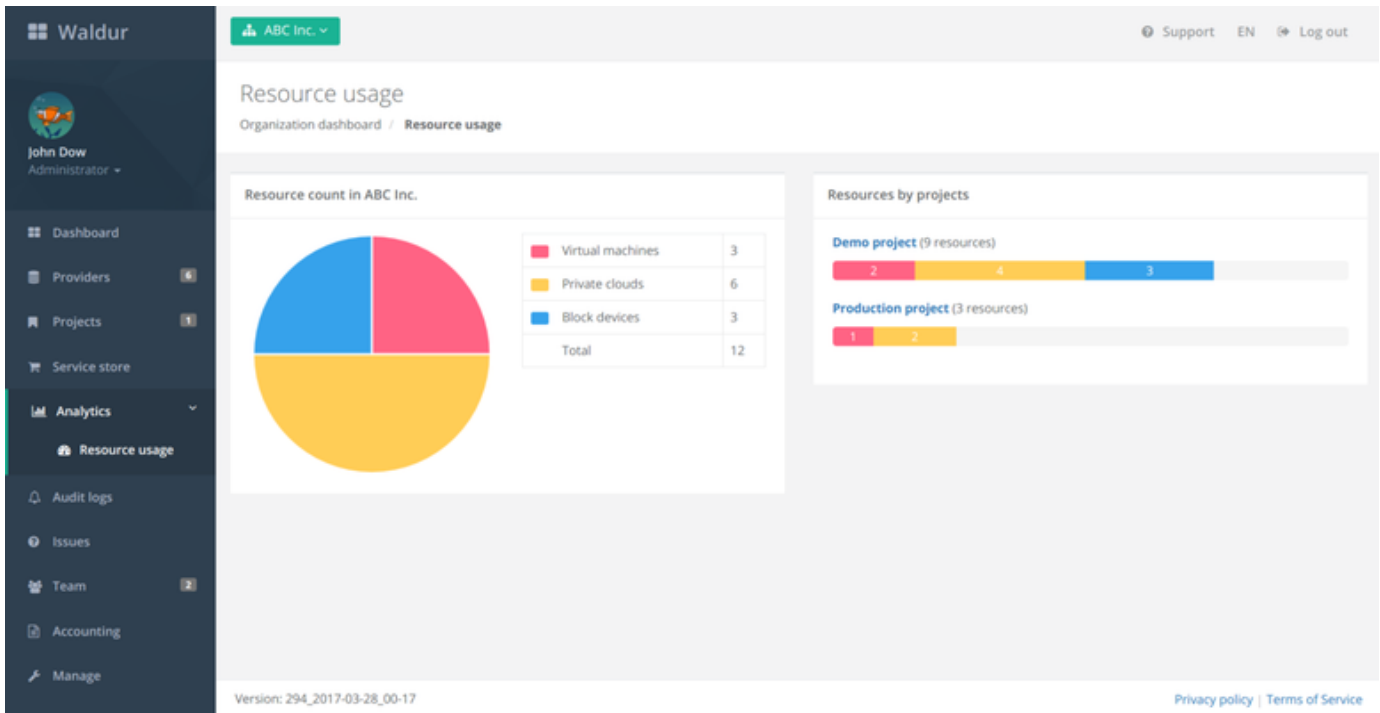 Waldur
ABC Inc.
Support EN Log out
John Dow
Administrator
Dashboard
Providers 6
Projects 1
Service store
Analytics
Resource usage
Audit logs
Issues
Team 2
Accounting
Manage
Resource usage
Organization dashboard / Resource usage
Resource count in ABC Inc.
Virtual machines 3
Private clouds 6
Block devices 3
Total 12
Resources by projects
Demo project (9 resources)
2 4 3
Production project (3 resources)
1 2
Version: 294_2017-03-28_00-17
Privacy policy | Terms of Service